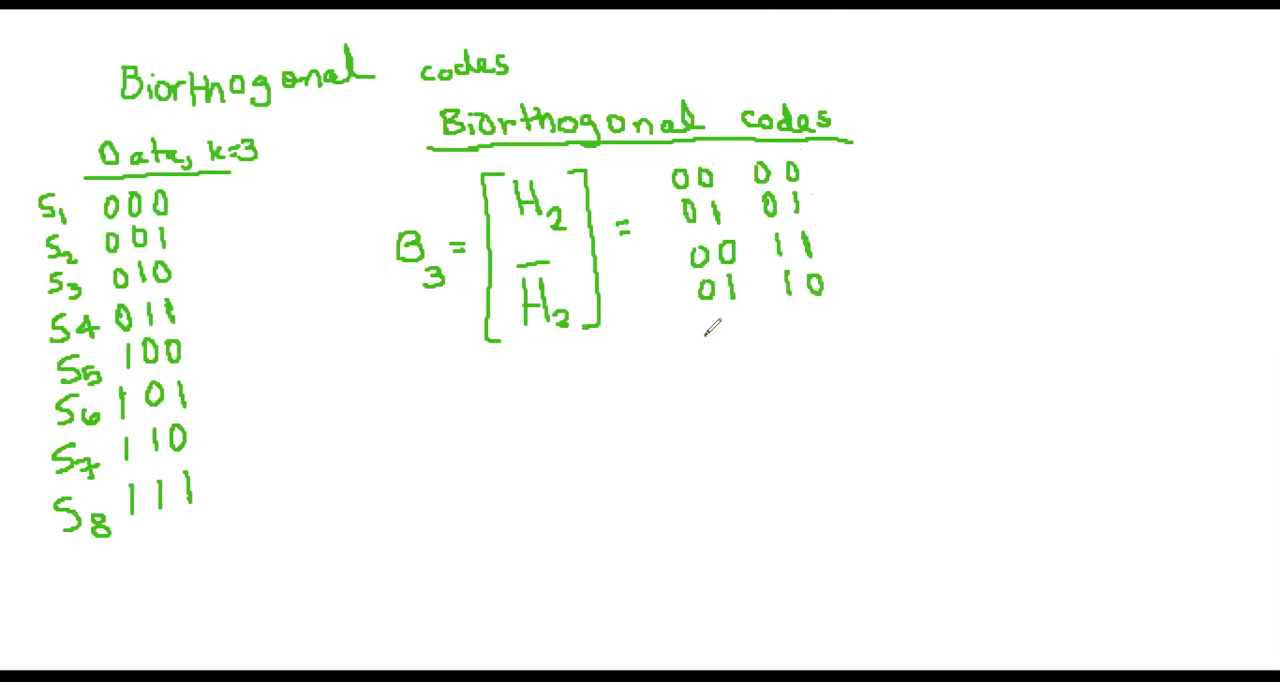 Biorthogonal codes
Biorthogonal codes
Data, k=3
S1 000
S2 001
S3 010
S4 011
S5 100
S6 101
S7 110
S8 111
B3 = [H2 H̅2] =
00 00
01 01
00 11
01 10